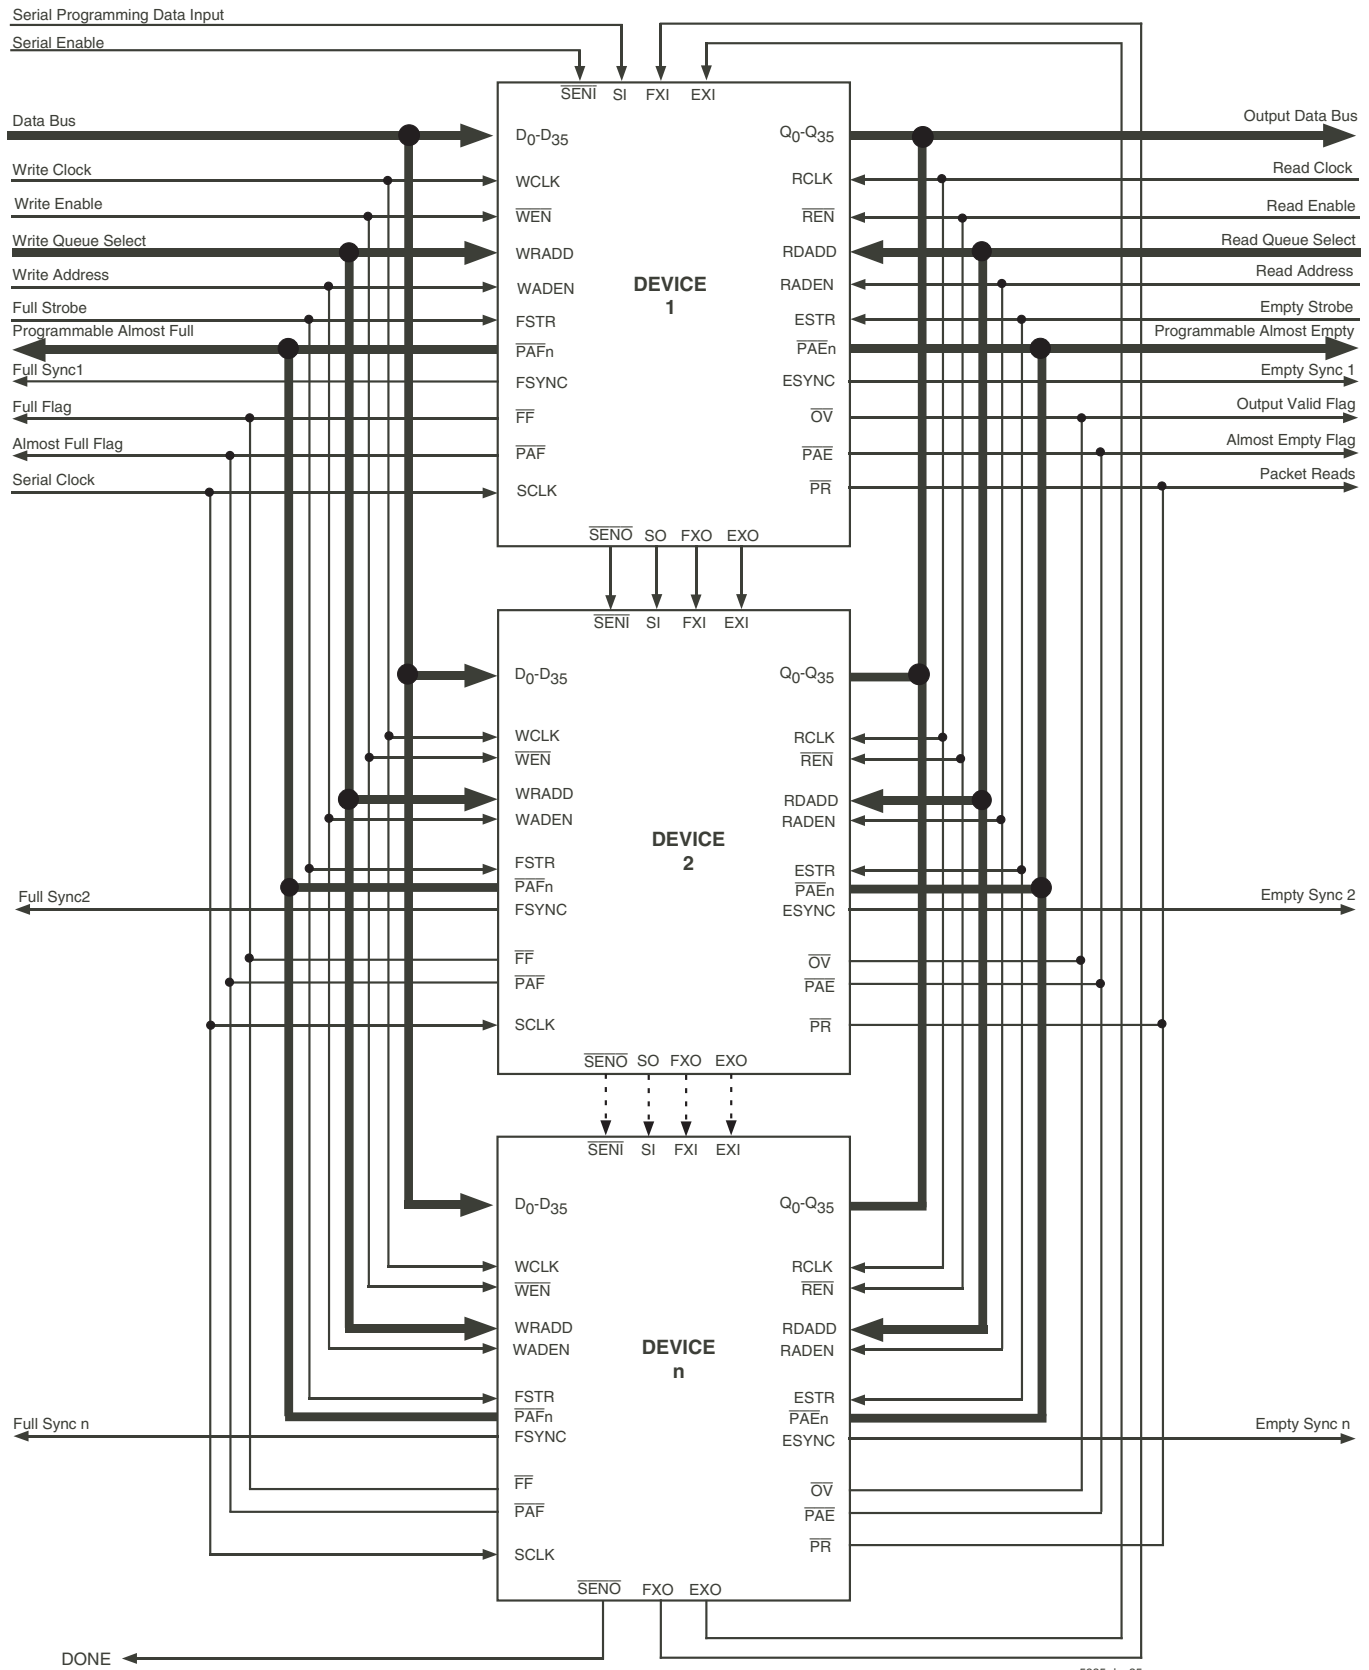 Serial Programming Data Input
Serial Enable
SENI SI FXI EXI
Data Bus D0-D35 Q0-Q35 Output Data Bus
Write Clock WCLK RCLK Read Clock
Write Enable WEN REN Read Enable
Write Queue Select WRADD RDADD Read Queue Select
Write Address WADEN RADEN Read Address
DEVICE
1
Full Strobe FSTR ESTR Empty Strobe
Programmable Almost Full PAFn PAEn Programmable Almost Empty
Full Sync1 FSYNC ESYNC Empty Sync 1
Full Flag FF OV Output Valid Flag
Almost Full Flag PAF PAE Almost Empty Flag
Serial Clock SCLK PR Packet Reads
SENO SO FXO EXO
SENI SI FXI EXI
D0-D35 Q0-Q35
WCLK RCLK
WEN REN
WRADD RDADD
WADEN RADEN
DEVICE
2
FSTR ESTR
PAFn PAEn
Full Sync2 FSYNC ESYNC Empty Sync 2
FF OV
PAF PAE
SCLK PR
SENO SO FXO EXO
SENI SI FXI EXI
D0-D35 Q0-Q35
WCLK RCLK
WEN REN
WRADD RDADD
WADEN RADEN
DEVICE
n
FSTR ESTR
PAFn PAEn
Full Sync n FSYNC ESYNC Empty Sync n
FF OV
PAF PAE
SCLK PR
SENO FXO EXO
DONE